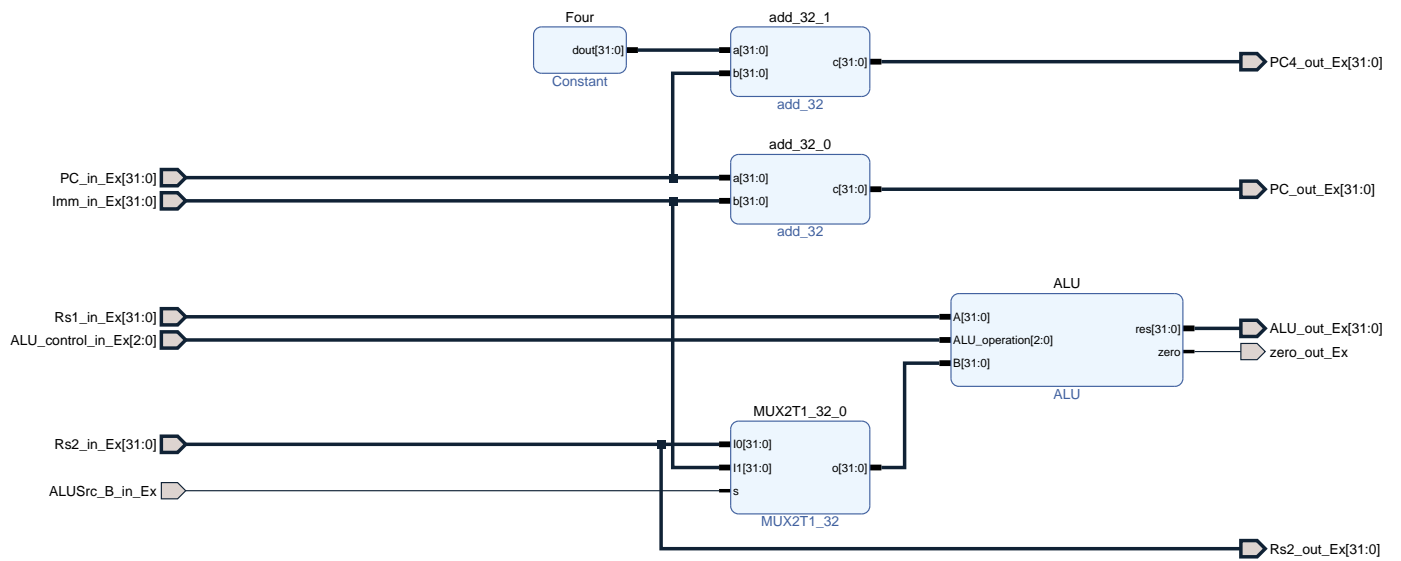 Four
dout[31:0]
Constant
add_32_1
a[31:0]
b[31:0]
c[31:0]
add_32
PC4_out_Ex[31:0]
add_32_0
PC_in_Ex[31:0]
Imm_in_Ex[31:0]
a[31:0]
b[31:0]
c[31:0]
add_32
PC_out_Ex[31:0]
Rs1_in_Ex[31:0]
ALU_control_in_Ex[2:0]
ALU
A[31:0]
ALU_operation[2:0]
B[31:0]
res[31:0]
zero
ALU
ALU_out_Ex[31:0]
zero_out_Ex
Rs2_in_Ex[31:0]
ALUSrc_B_in_Ex
MUX2T1_32_0
I0[31:0]
I1[31:0]
s
o[31:0]
MUX2T1_32
Rs2_out_Ex[31:0]